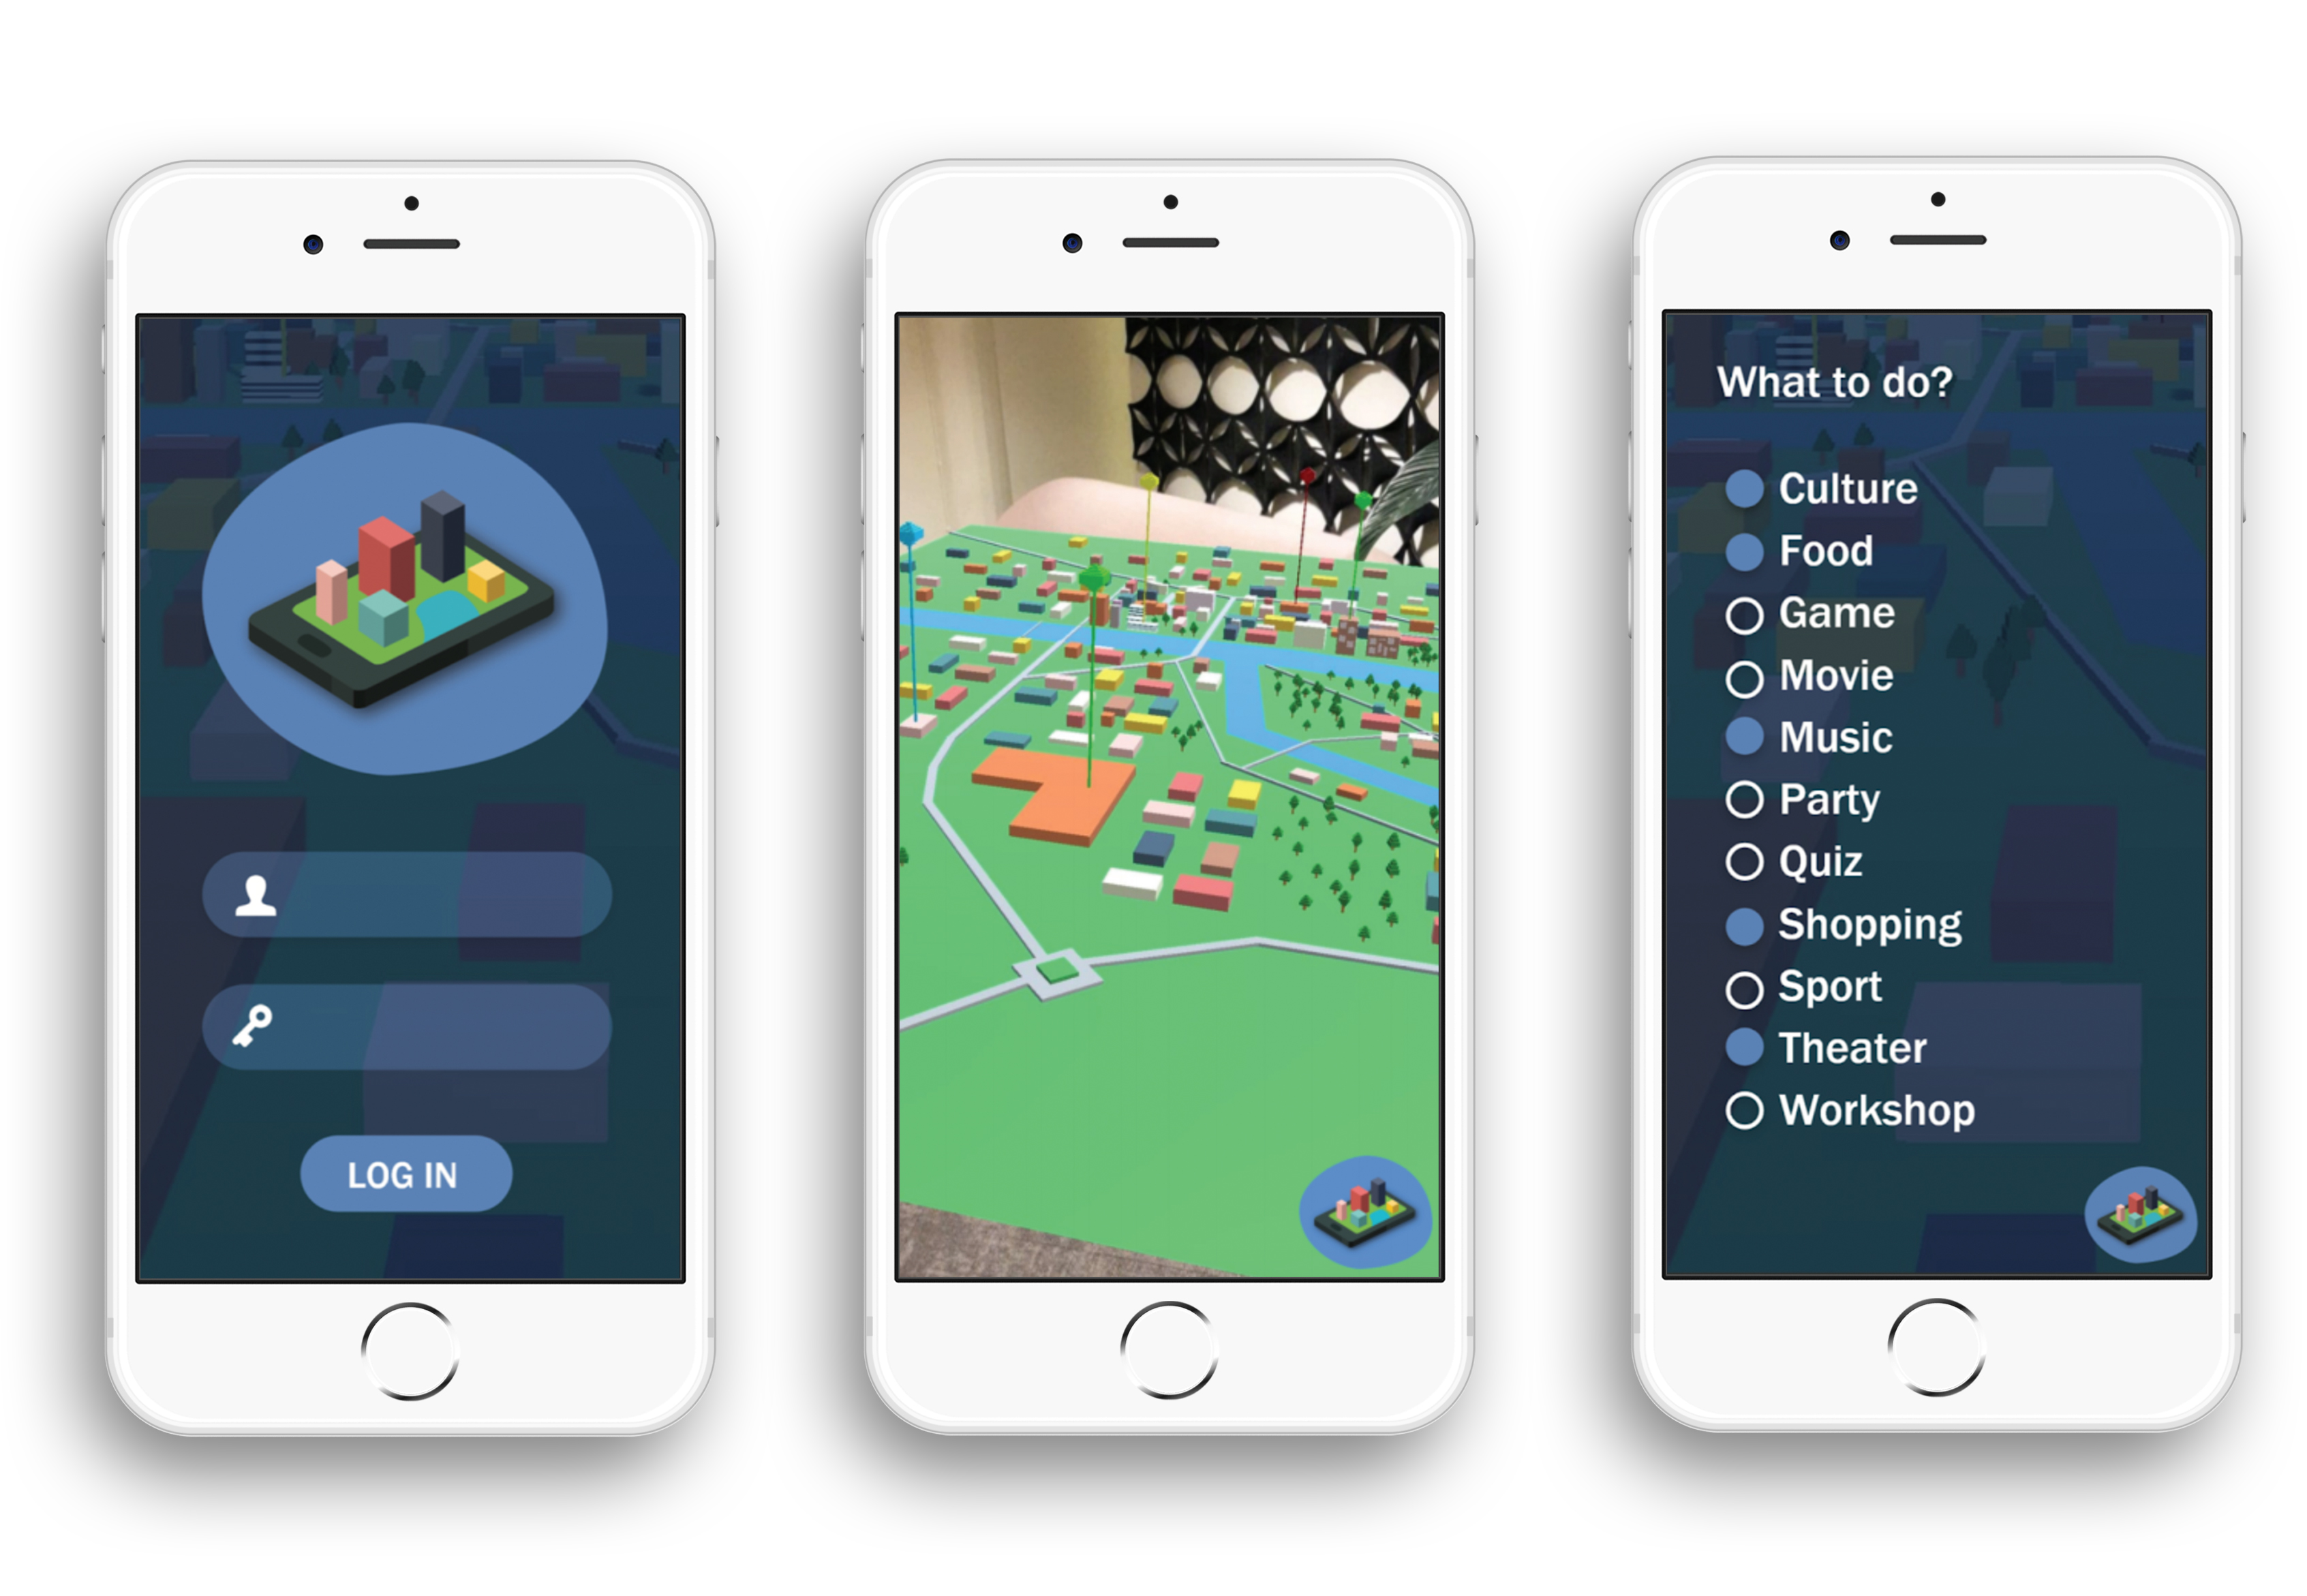 LOG IN
What to do?
Culture
Food
Game
Movie
Music
Party
Quiz
Shopping
Sport
Theater
Workshop